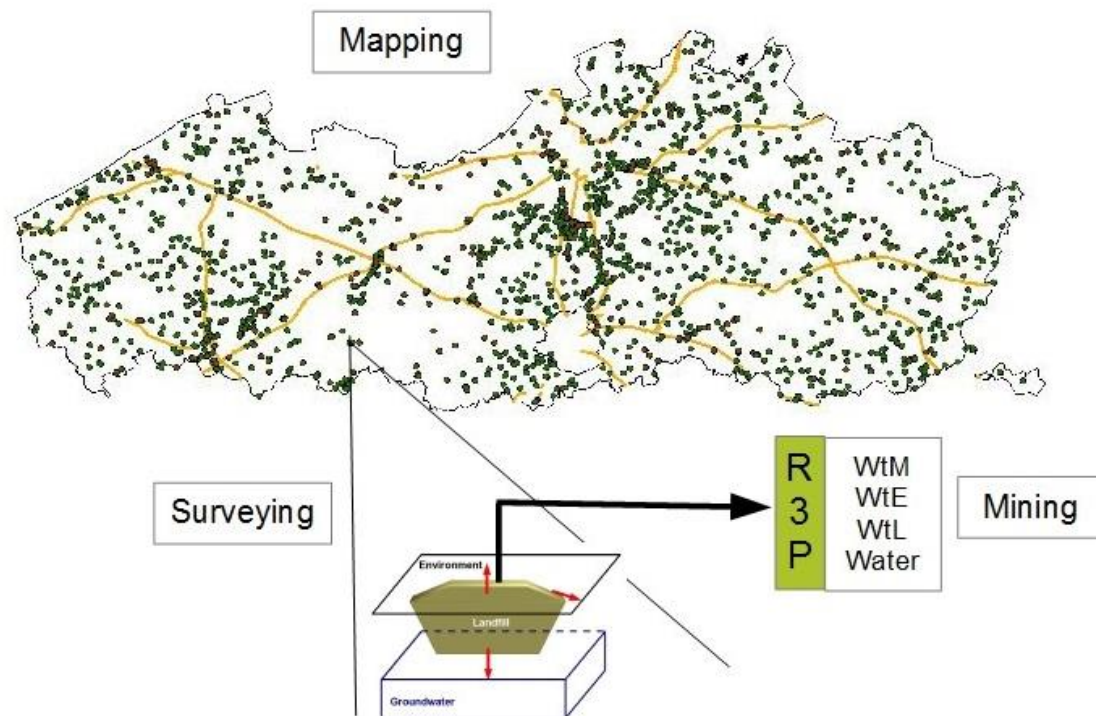 Mapping
Surveying
Environment
Landfill
Groundwater
R
3
P
WtM
WtE
WtL
Water
Mining